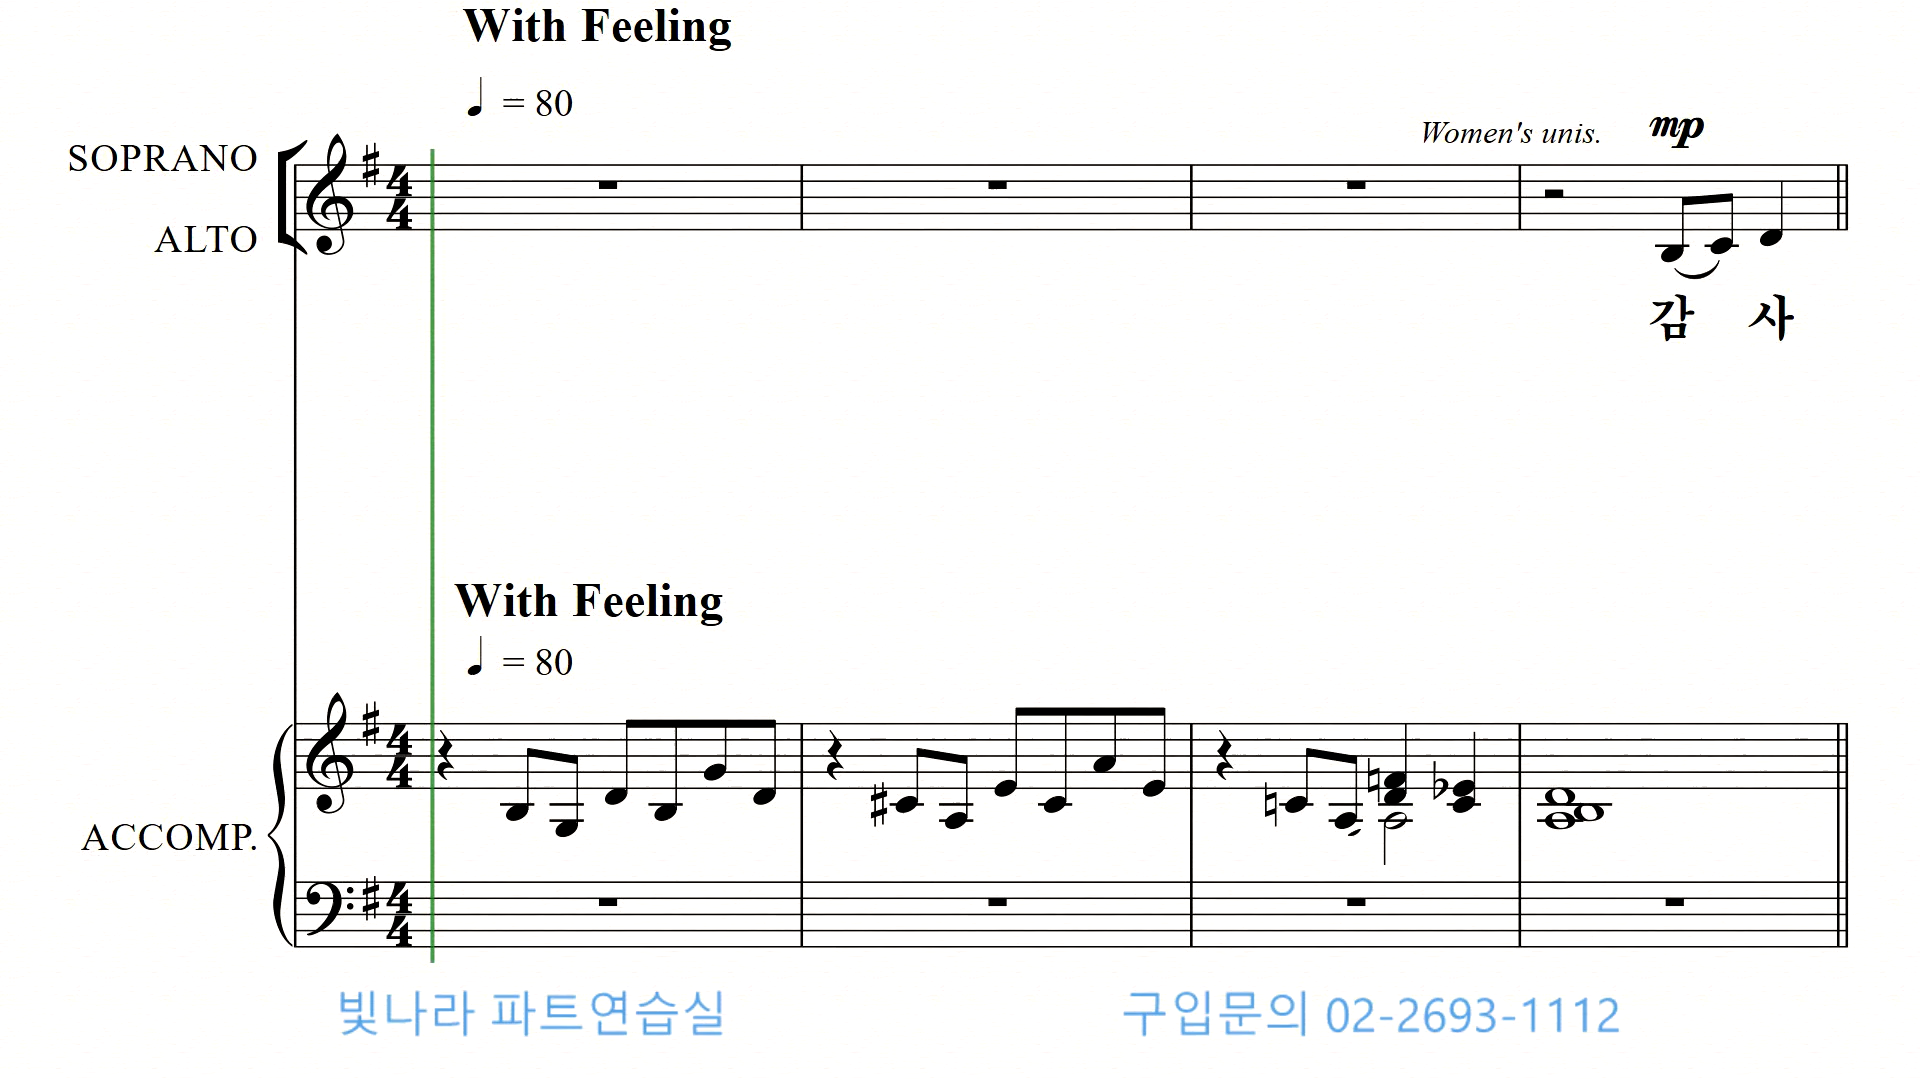 With Feeling
♩ = 80
Women's unis. mp
SOPRANO
ALTO
감 사
With Feeling
♩ = 80
ACCOMP.
빛나라 파트연습실 구입문의 02-2693-1112